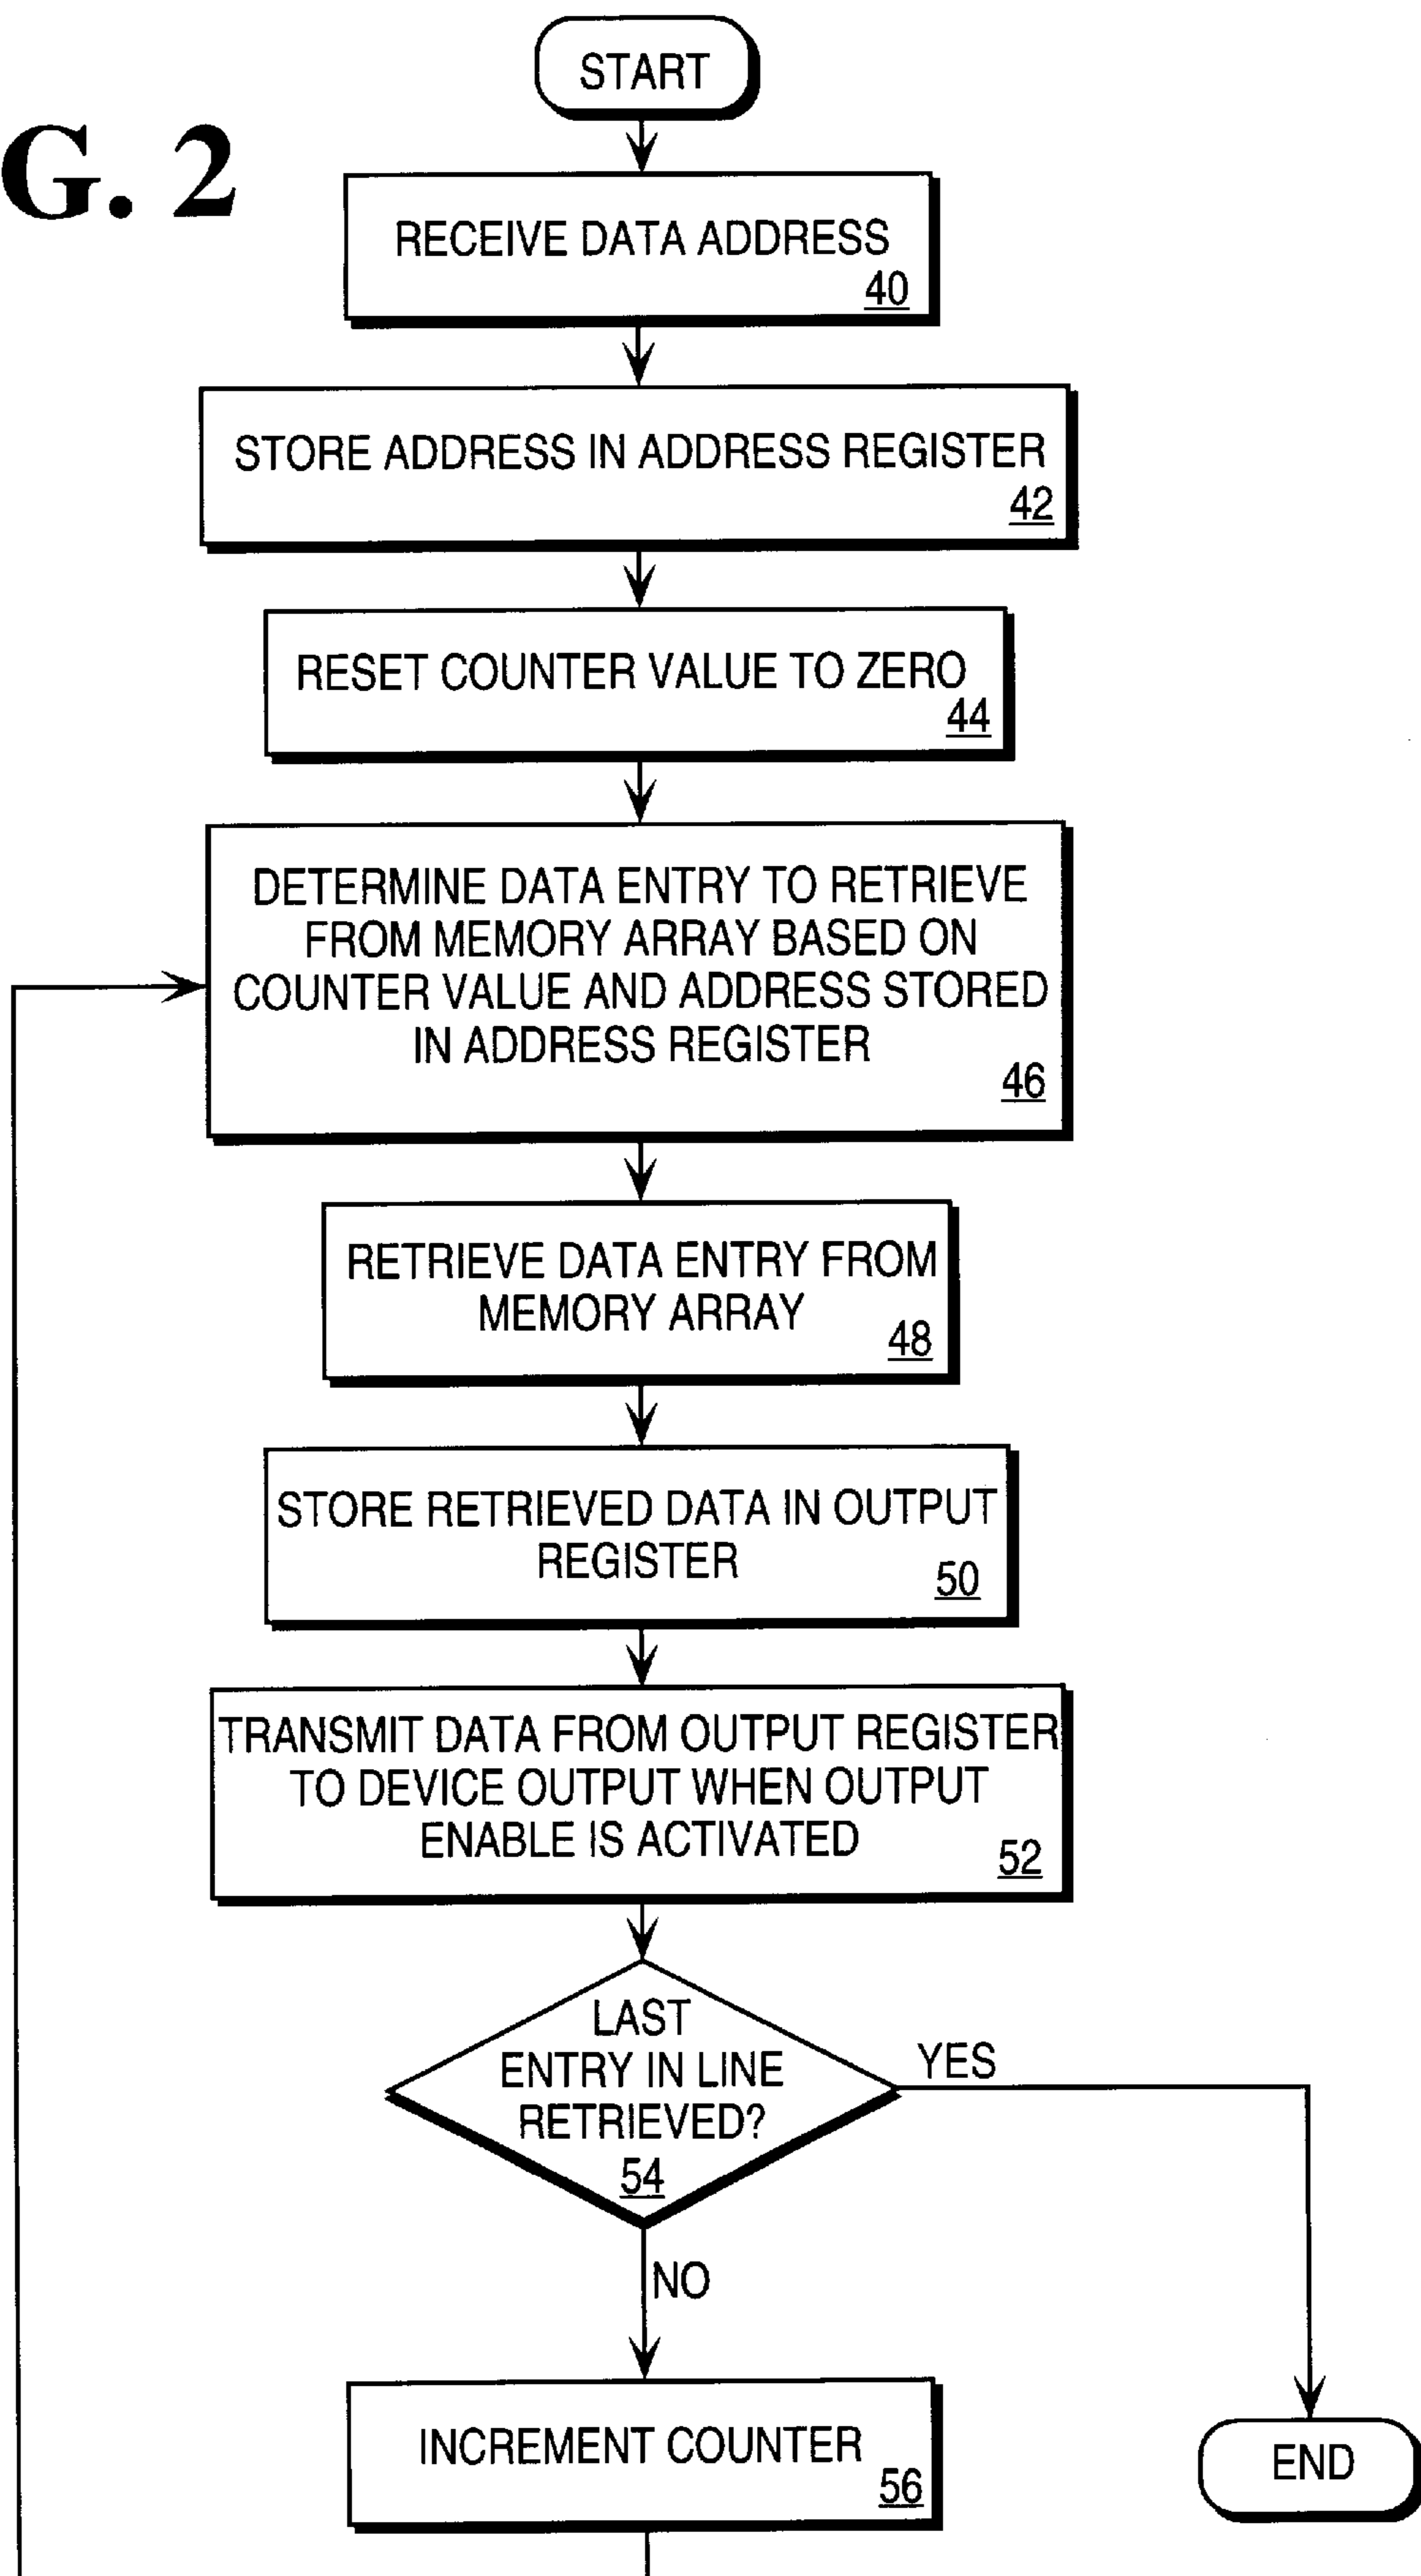 G. 2
START
RECEIVE DATA ADDRESS
40
STORE ADDRESS IN ADDRESS REGISTER
42
RESET COUNTER VALUE TO ZERO
44
DETERMINE DATA ENTRY TO RETRIEVE
FROM MEMORY ARRAY BASED ON
COUNTER VALUE AND ADDRESS STORED
IN ADDRESS REGISTER
46
RETRIEVE DATA ENTRY FROM
MEMORY ARRAY
48
STORE RETRIEVED DATA IN OUTPUT
REGISTER
50
TRANSMIT DATA FROM OUTPUT REGISTER
TO DEVICE OUTPUT WHEN OUTPUT
ENABLE IS ACTIVATED
52
LAST
ENTRY IN LINE
RETRIEVED?
54
YES
NO
INCREMENT COUNTER
56
END